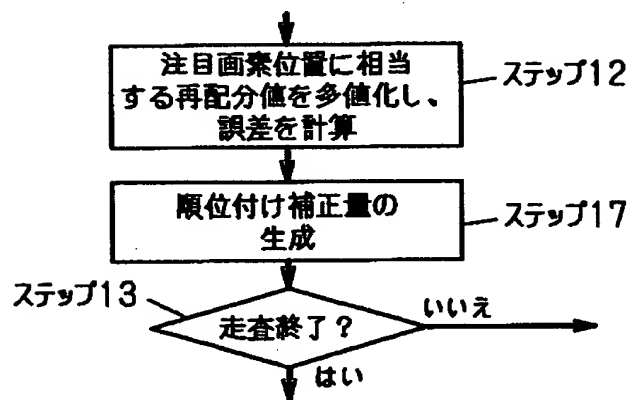 注目画素位置に相当
する再配分値を多値化し、
誤差を計算
ステップ12
順位付け補正量の
生成
ステップ17
ステップ13
走査終了?
いいえ
はい